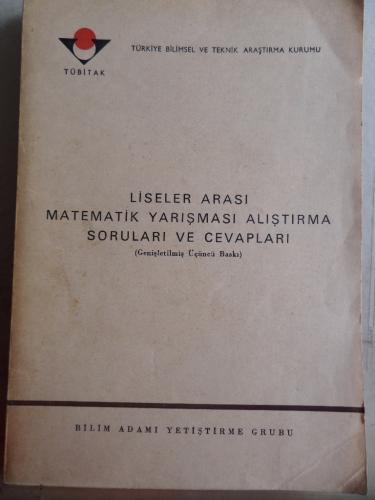 TÜRKİYE BİLİMSEL VE TEKNİK ARAŞTIRMA KURUMU
TÜBİTAK
LİSELER ARASI
MATEMATİK YARIŞMASI ALIŞTIRMA
SORULARI VE CEVAPLARI
(Genişletilmiş Üçüncü Baskı)
BİLİM ADAMI YETİŞTİRME GRUBU